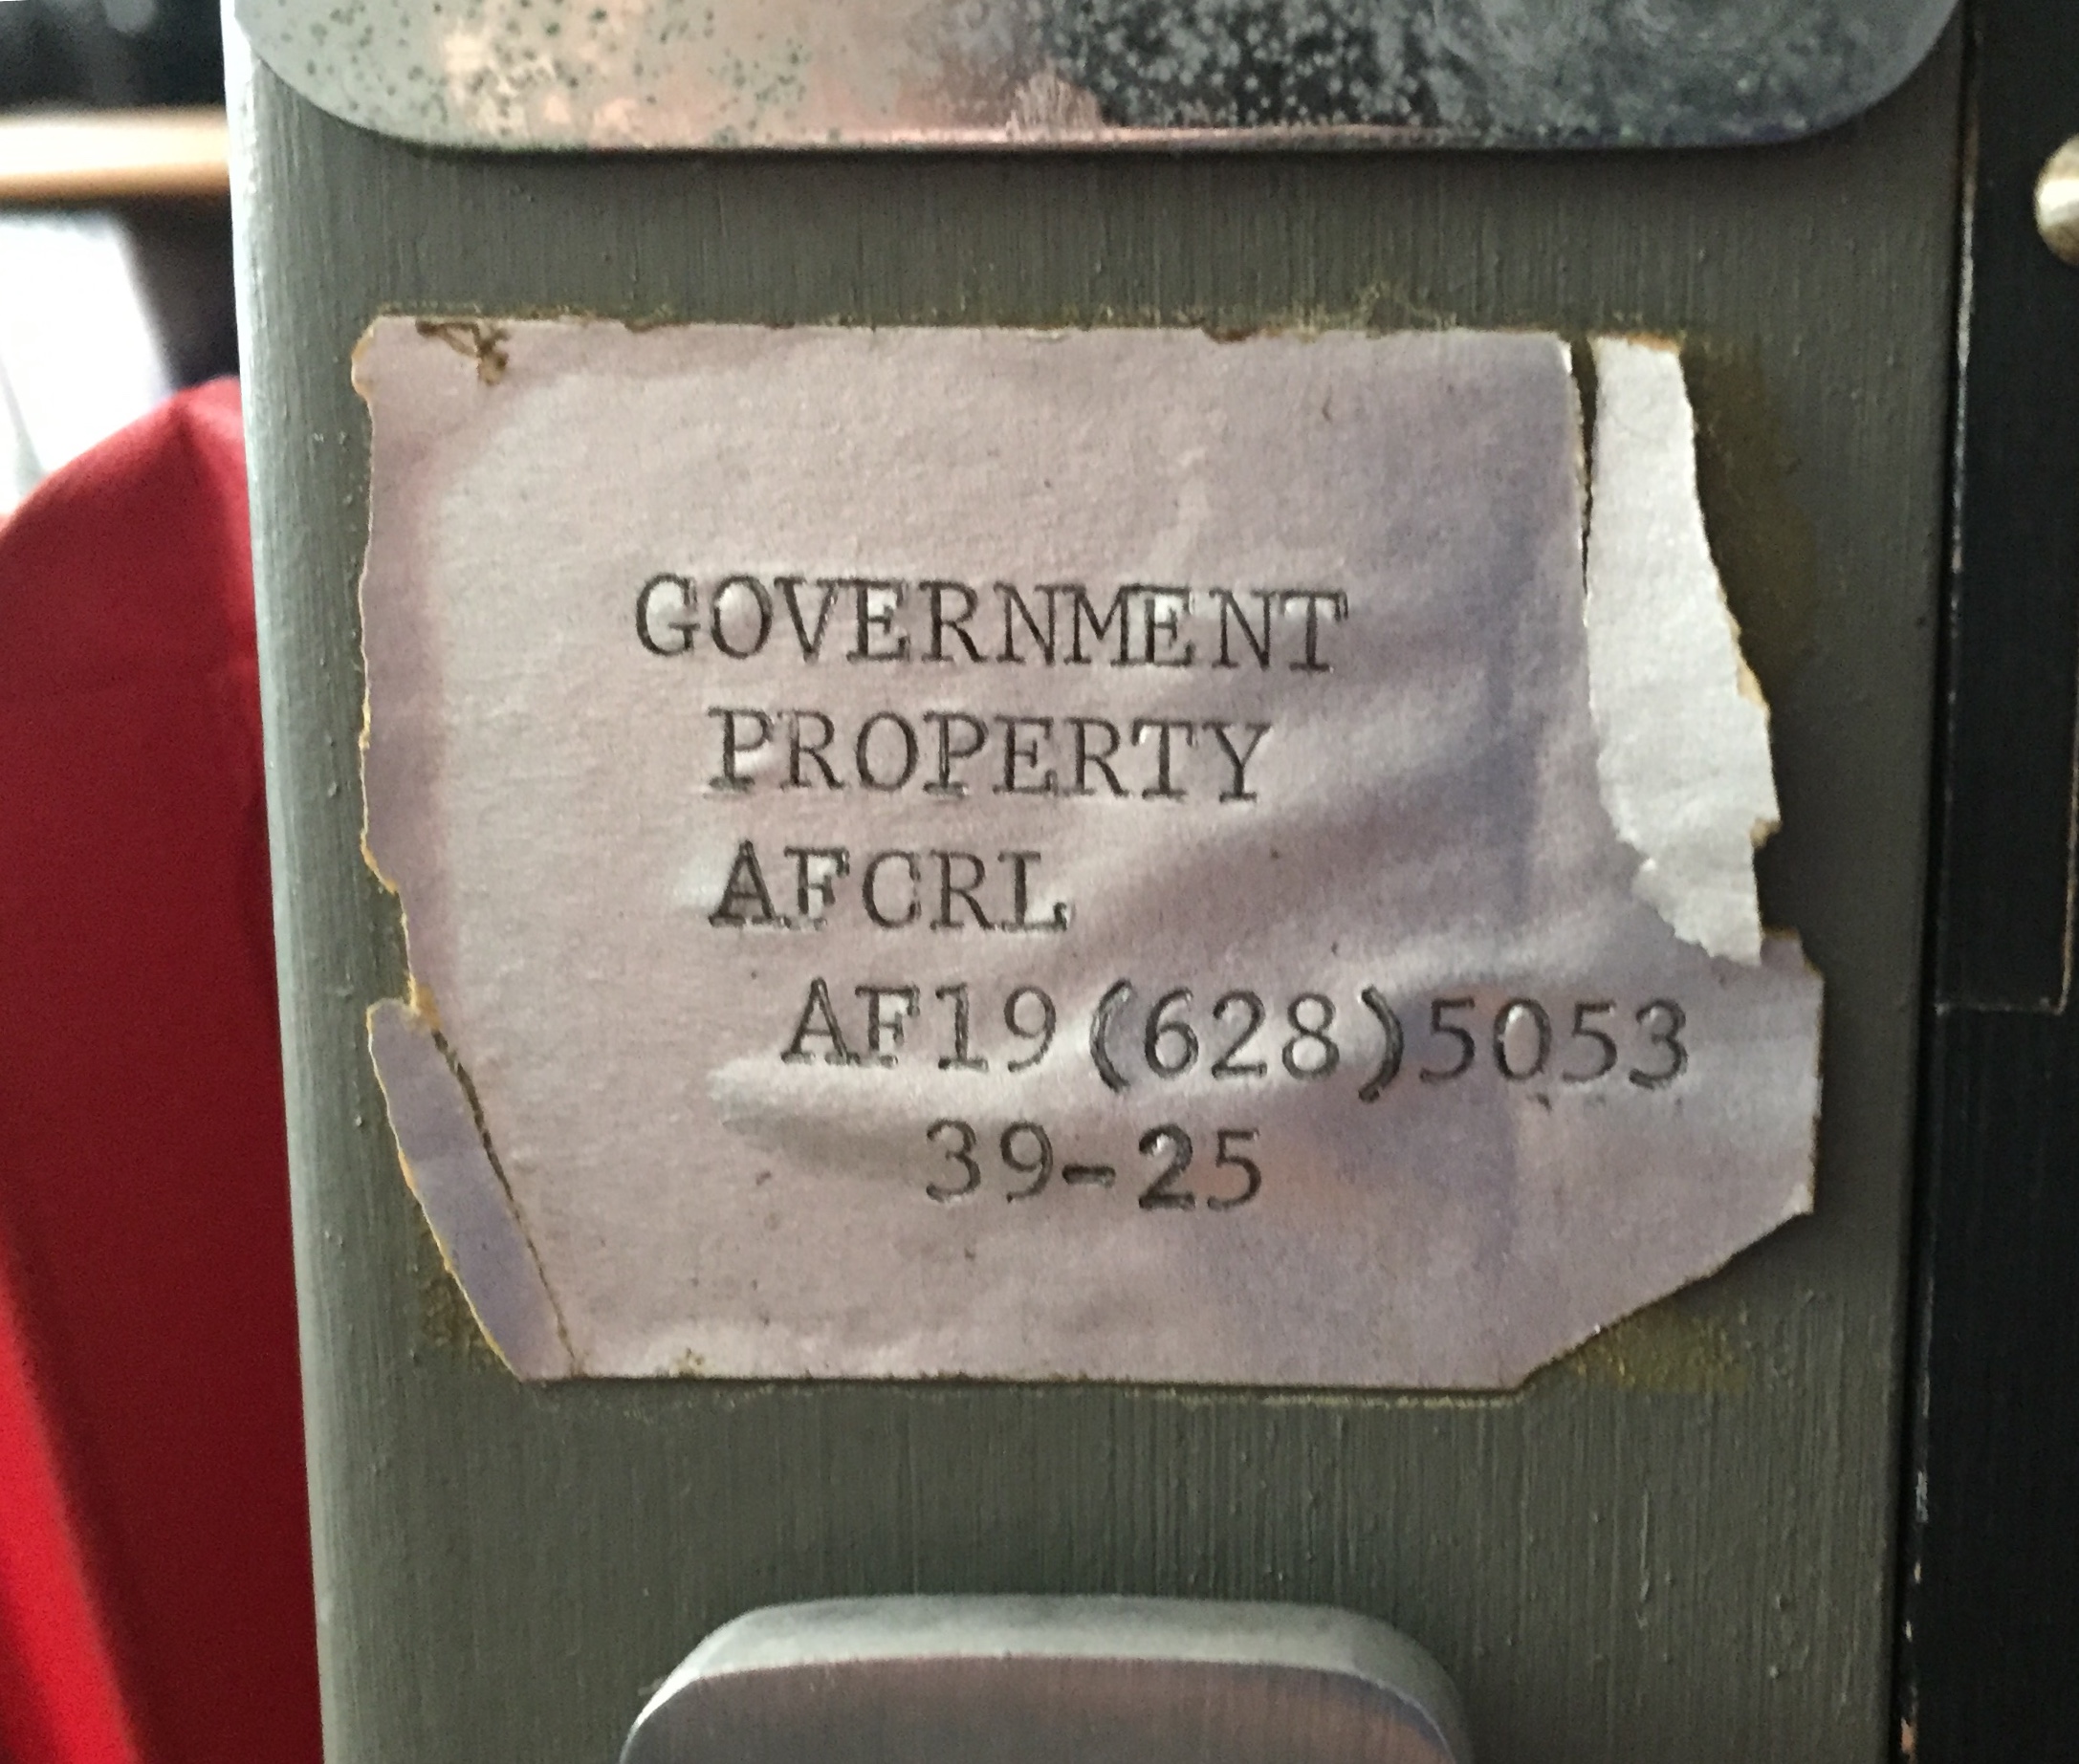 GOVERNMENT
PROPERTY
AFCRL
AF19(628)5053
39-25